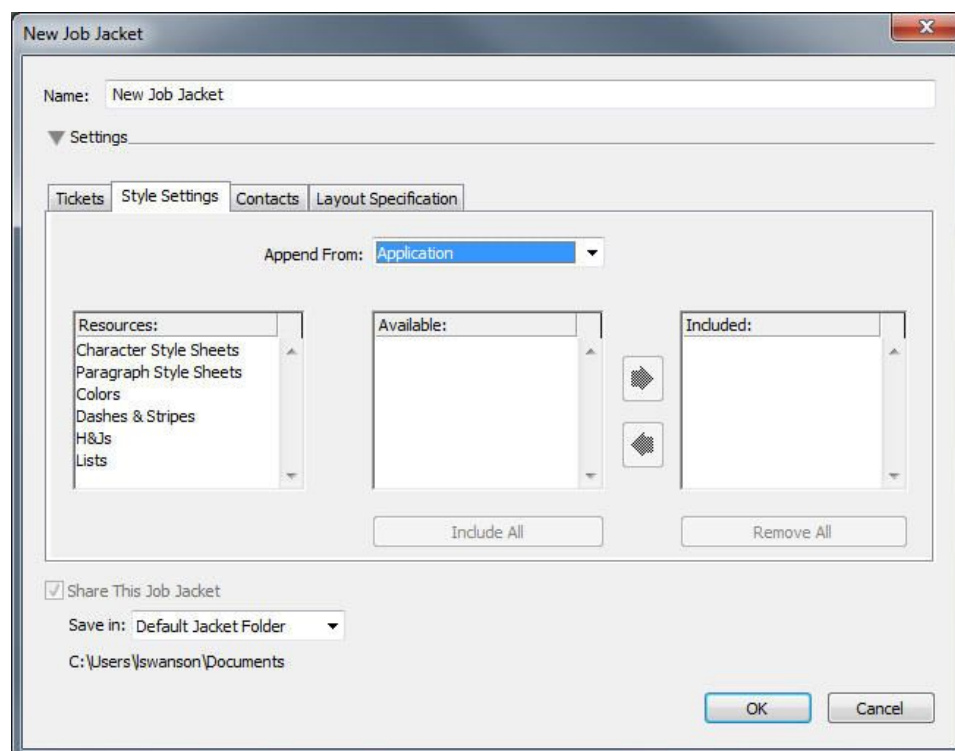 New Job Jacket
Name: New Job Jacket
Settings
Tickets Style Settings Contacts Layout Specification
Append From: Application
Resources: Available: Included:
Character Style Sheets
Paragraph Style Sheets
Colors
Dashes & Stripes
H&Js
Lists
Include All Remove All
Share This Job Jacket
Save in: Default Jacket Folder
C:\Users\lswanson\Documents
OK Cancel